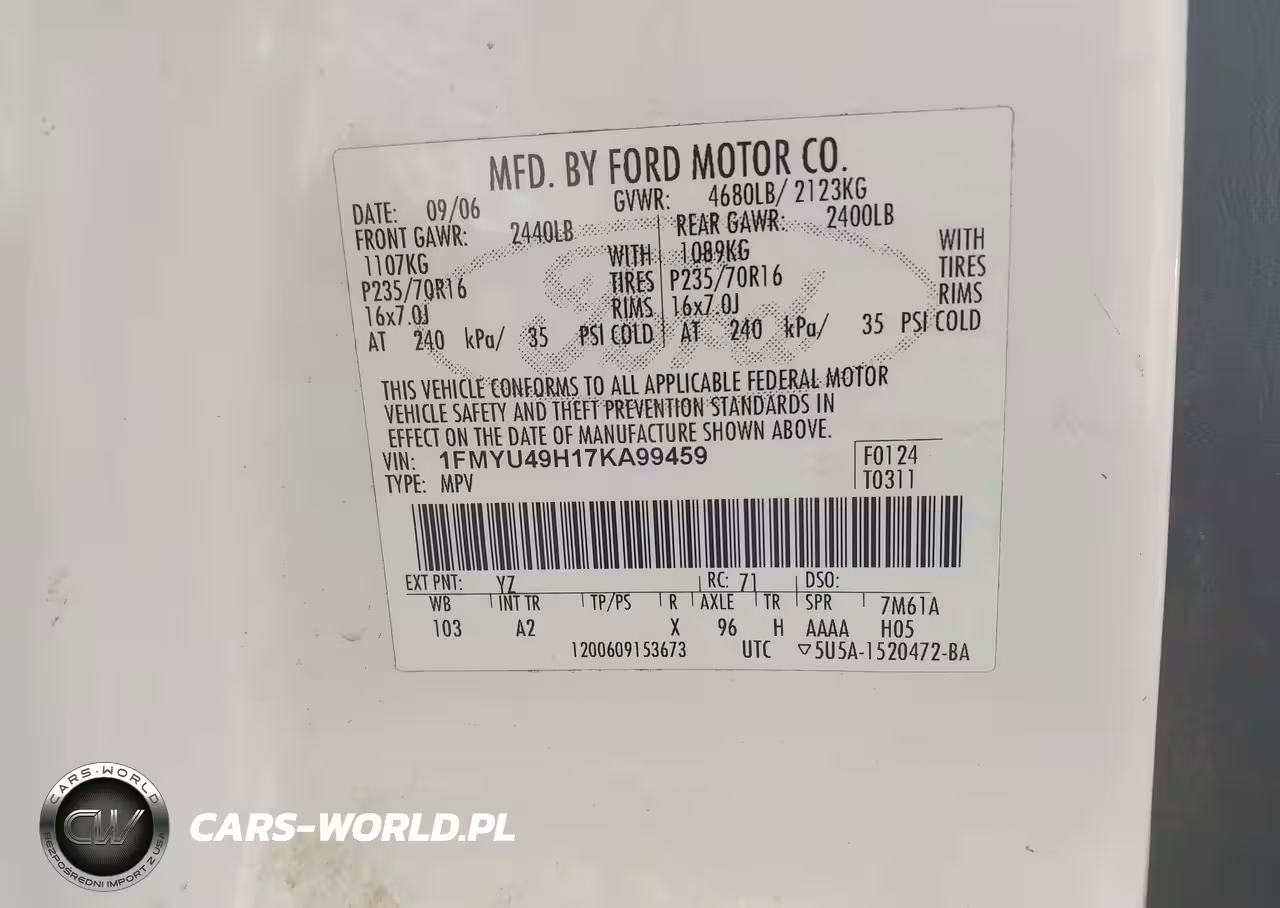 MFD. BY FORD MOTOR CO.
DATE: 09/06 GVWR: 4680LB/ 2123KG
FRONT GAWR: 2440LB REAR GAWR: 2400LB
1107KG WITH 1089KG WITH
P235/70R16 TIRES P235/70R16 TIRES
16x7.0J RIMS 16x7.0J RIMS
AT 240 kPa/ 35 PSI COLD AT 240 kPa/ 35 PSI COLD
Ford
THIS VEHICLE CONFORMS TO ALL APPLICABLE FEDERAL MOTOR
VEHICLE SAFETY AND THEFT PREVENTION STANDARDS IN
EFFECT ON THE DATE OF MANUFACTURE SHOWN ABOVE.
VIN: 1FMYU49H17KA99459 F0124
TYPE: MPV T0311
EXT PNT: YZ RC: 71 DSO:
WB INT TR TP/PS R AXLE TR SPR 7M61A
103 A2 X 96 H AAAA H05
1200609153673 UTC ▽5U5A-1520472-BA
CARS-WORLD
CW
BEZPOŚREDNI IMPORT Z USA
CARS-WORLD.PL